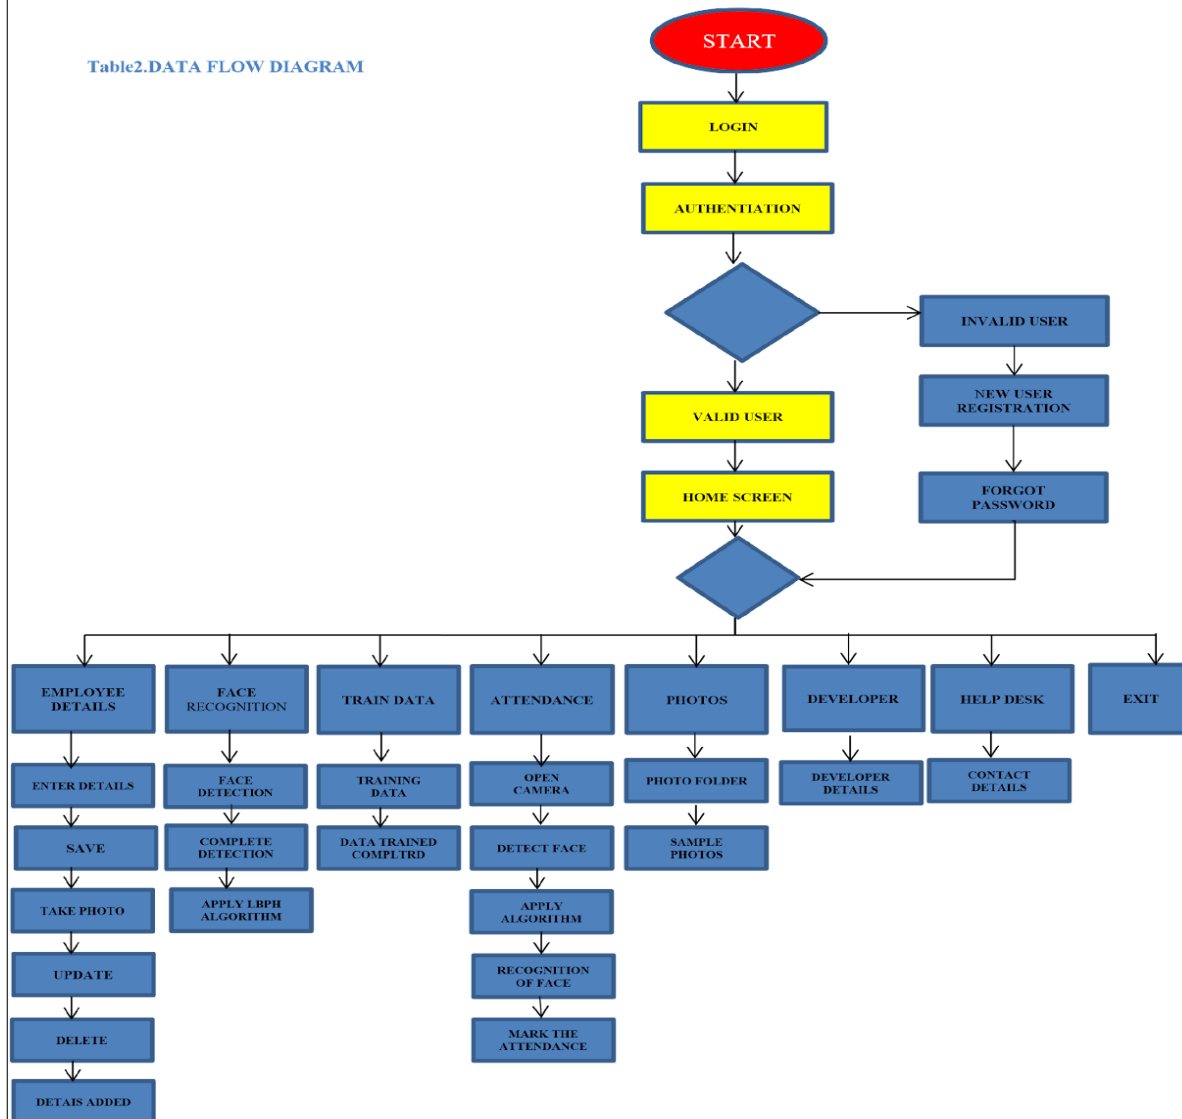 START
Table2.DATA FLOW DIAGRAM
LOGIN
AUTHENTIATION
INVALID USER
NEW USER
REGISTRATION
VALID USER
HOME SCREEN
FORGOT
PASSWORD
EMPLOYEE
DETAILS
FACE
RECOGNITION
TRAIN DATA
ATTENDANCE
PHOTOS
DEVELOPER
HELP DESK
EXIT
ENTER DETAILS
FACE
DETECTION
TRAINING
DATA
OPEN
CAMERA
PHOTO FOLDER
DEVELOPER
DETAILS
CONTACT
DETAILS
SAVE
COMPLETE
DETECTION
DATA TRAINED
COMPLTRD
DETECT FACE
SAMPLE
PHOTOS
TAKE PHOTO
APPLY LBPH
ALGORITHM
APPLY
ALGORITHM
UPDATE
RECOGNITION
OF FACE
DELETE
MARK THE
ATTENDANCE
DETAIS ADDED